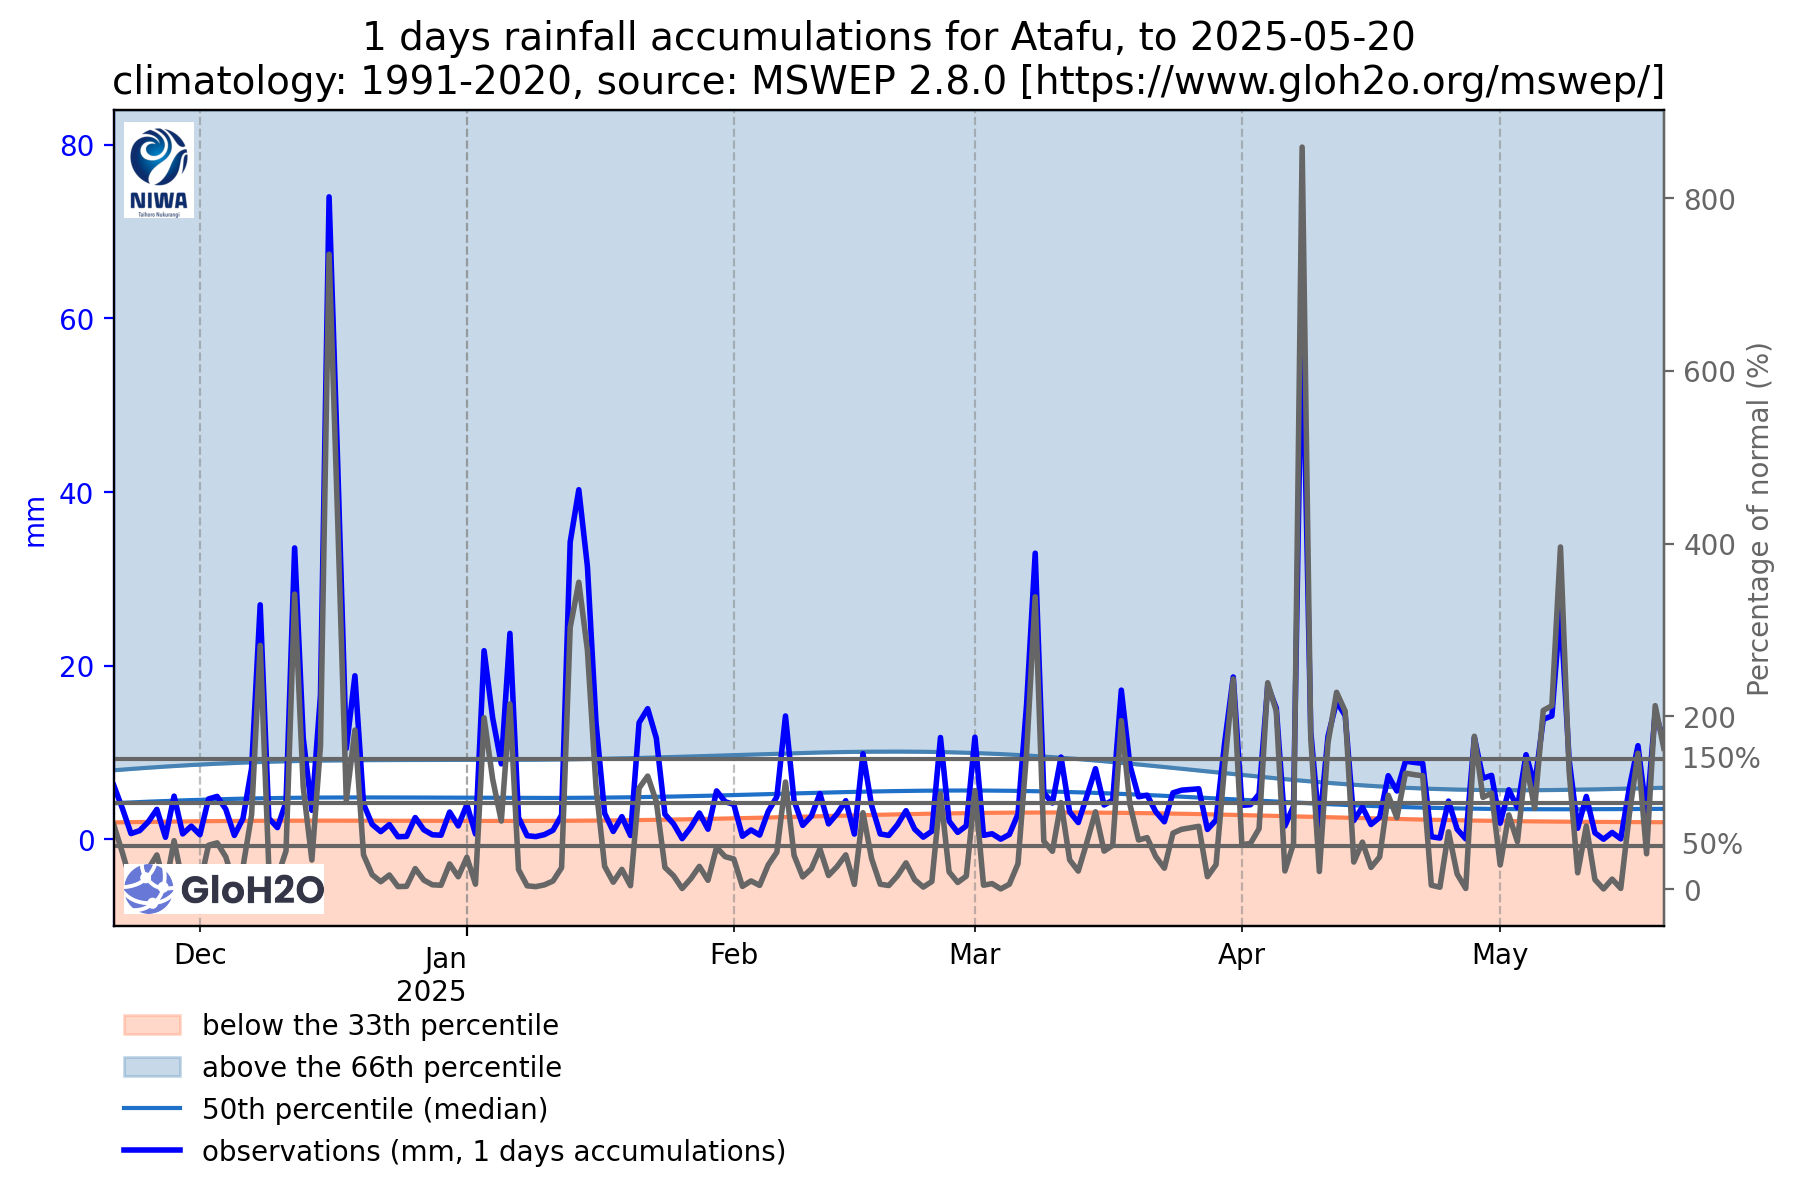 1 days rainfall accumulations for Atafu, to 2025-05-20
climatology: 1991-2020, source: MSWEP 2.8.0 [https://www.gloh2o.org/mswep/]
80
60
40
20
0
mm
NIWA
Taihoro Nukurangi
GloH2O
800
600
400
200
150%
50%
0
Percentage of normal (%)
Dec
Jan
2025
Feb
Mar
Apr
May
below the 33th percentile
above the 66th percentile
50th percentile (median)
observations (mm, 1 days accumulations)